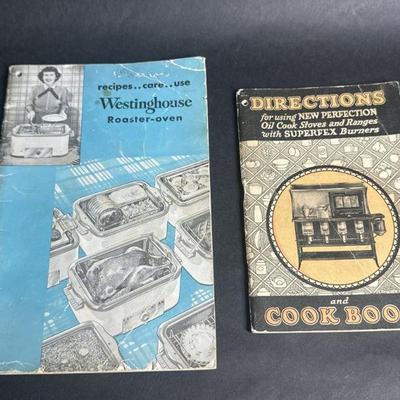 recipes..care..use
Westinghouse
Roaster-oven
DIRECTIONS
for using NEW PERFECTION
Oil Cook Stoves and Ranges
with SUPERFEX Burners
and
COOK BOO